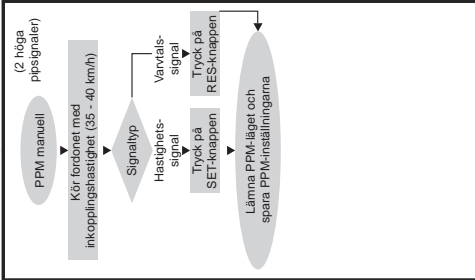 PPM manuell
(2 höga
pipsignaler)
Kör fordonet med
inkopplingshastighet (35 - 40 km/h)
Signaltyp
Hastighets-
signal
Varvtals-
signal
Tryck på
SET-knappen
Tryck på
RES-knappen
Lämna PPM-läget och
spara PPM-inställningarna